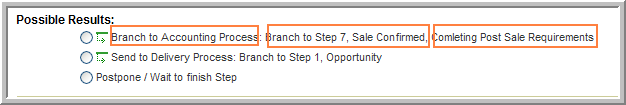 Possible Results:
Branch to Accounting Process: Branch to Step 7, Sale Confirmed, Comleting Post Sale Requirements
Send to Delivery Process: Branch to Step 1, Opportunity
Postpone / Wait to finish Step